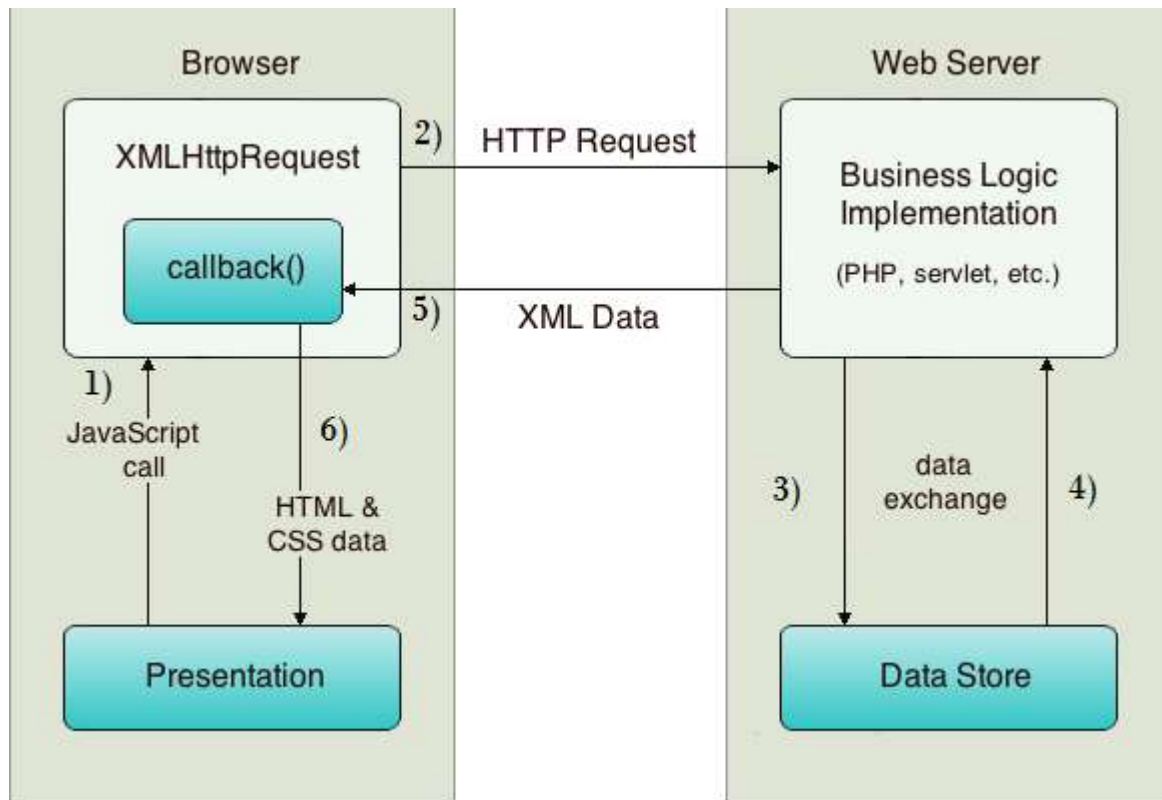 Browser
Web Server
XMLHttpRequest
2)
HTTP Request
Business Logic
Implementation
(PHP, servlet, etc.)
callback()
5)
XML Data
1)
JavaScript
call
6)
HTML &
CSS data
3)
data
exchange
4)
Presentation
Data Store